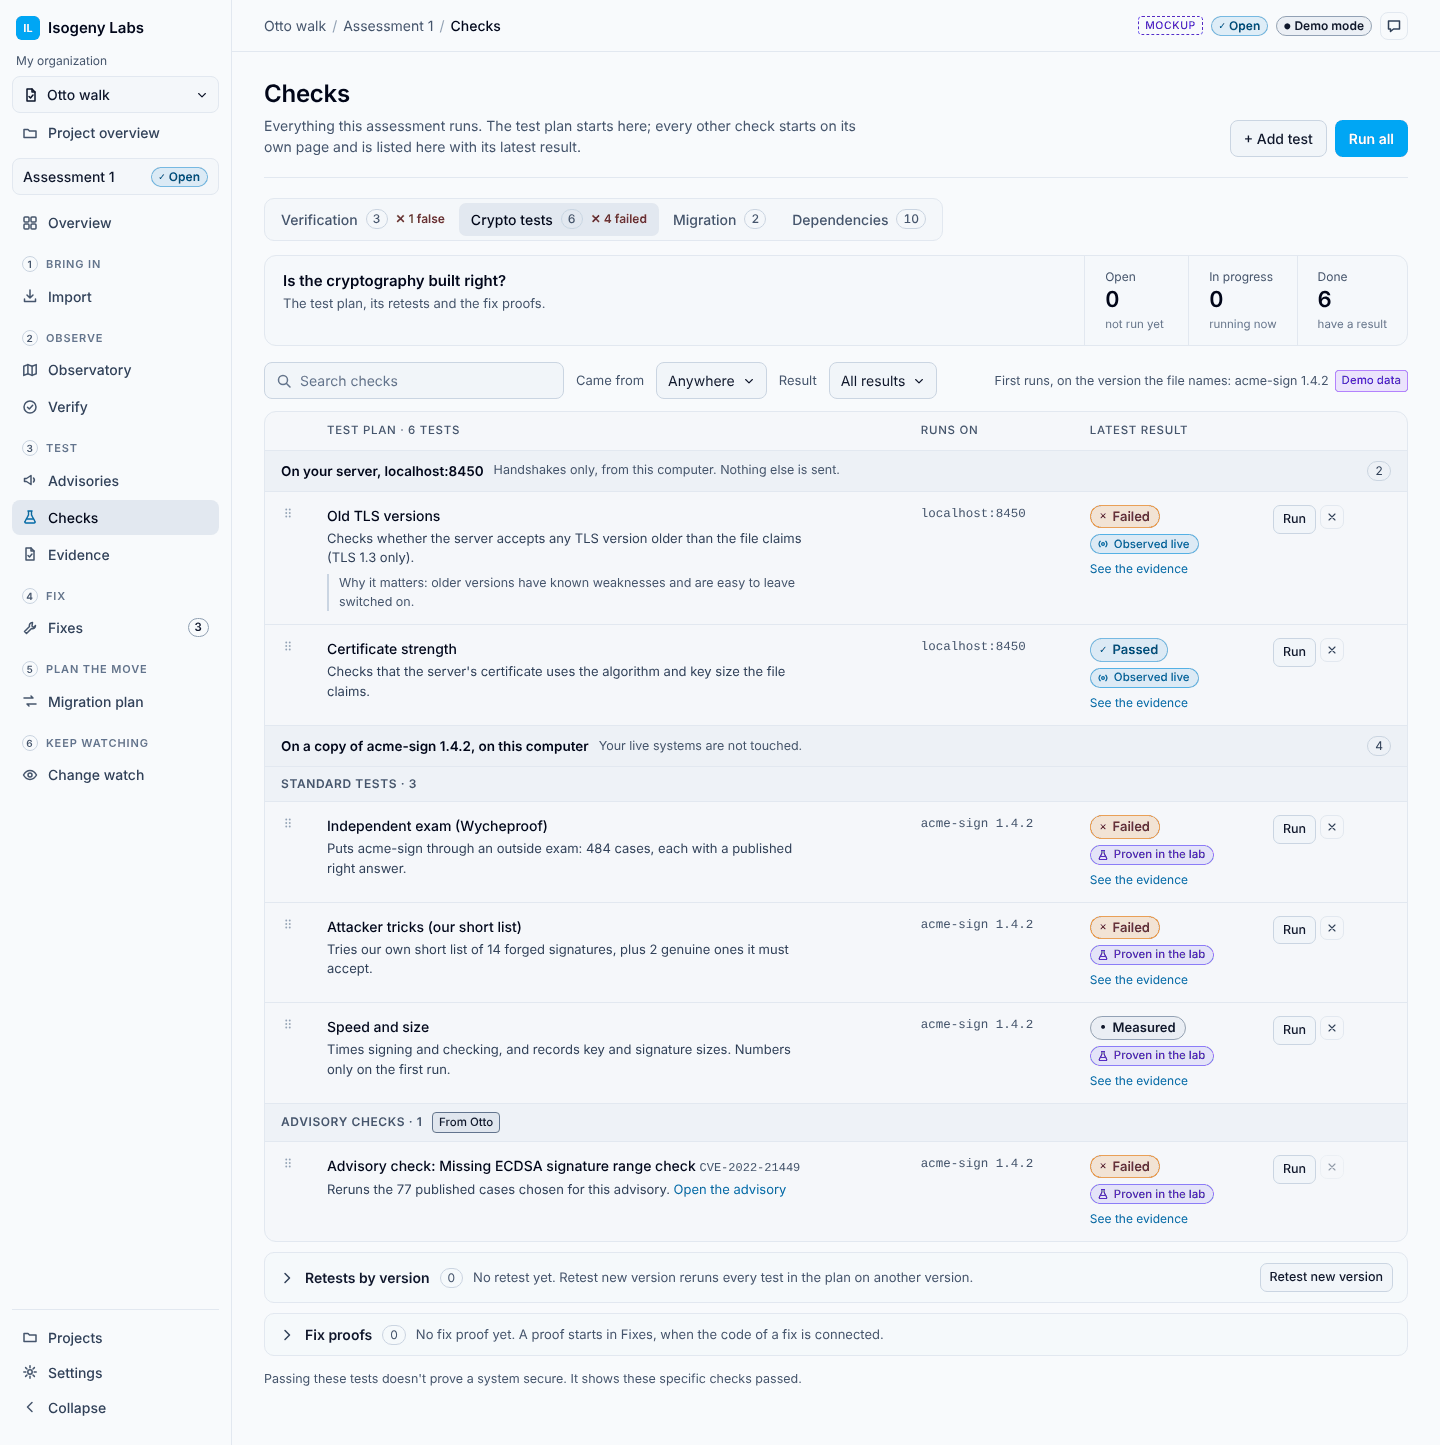 IL Isogeny Labs
My organization
Otto walk
Project overview
Assessment 1 ✓ Open
Overview
1 BRING IN
Import
2 OBSERVE
Observatory
Verify
3 TEST
Advisories
Checks
Evidence
4 FIX
Fixes 3
5 PLAN THE MOVE
Migration plan
6 KEEP WATCHING
Change watch
Projects
Settings
Collapse
Otto walk / Assessment 1 / Checks
MOCKUP ✓ Open • Demo mode
Checks
Everything this assessment runs. The test plan starts here; every other check starts on its
own page and is listed here with its latest result.
+ Add test Run all
Verification 3 ✕ 1 false Crypto tests 6 ✕ 4 failed Migration 2 Dependencies 10
Is the cryptography built right?
The test plan, its retests and the fix proofs.
Open
0
not run yet
In progress
0
running now
Done
6
have a result
Search checks Came from Anywhere Result All results First runs, on the version the file names: acme-sign 1.4.2 Demo data
TEST PLAN · 6 TESTS RUNS ON LATEST RESULT
On your server, localhost:8450 Handshakes only, from this computer. Nothing else is sent. 2
Old TLS versions localhost:8450 ✕ Failed Run ✕
Checks whether the server accepts any TLS version older than the file claims
(TLS 1.3 only).
Observed live
Why it matters: older versions have known weaknesses and are easy to leave
switched on.
See the evidence
Certificate strength localhost:8450 ✓ Passed Run ✕
Checks that the server's certificate uses the algorithm and key size the file
claims.
Observed live
See the evidence
On a copy of acme-sign 1.4.2, on this computer Your live systems are not touched. 4
STANDARD TESTS · 3
Independent exam (Wycheproof) acme-sign 1.4.2 ✕ Failed Run ✕
Puts acme-sign through an outside exam: 484 cases, each with a published
right answer.
Proven in the lab
See the evidence
Attacker tricks (our short list) acme-sign 1.4.2 ✕ Failed Run ✕
Tries our own short list of 14 forged signatures, plus 2 genuine ones it must
accept.
Proven in the lab
See the evidence
Speed and size acme-sign 1.4.2 • Measured Run ✕
Times signing and checking, and records key and signature sizes. Numbers
only on the first run.
Proven in the lab
See the evidence
ADVISORY CHECKS · 1 From Otto
Advisory check: Missing ECDSA signature range check CVE-2022-21449 acme-sign 1.4.2 ✕ Failed Run ✕
Reruns the 77 published cases chosen for this advisory. Open the advisory
Proven in the lab
See the evidence
Retests by version 0 No retest yet. Retest new version reruns every test in the plan on another version. Retest new version
Fix proofs 0 No fix proof yet. A proof starts in Fixes, when the code of a fix is connected.
Passing these tests doesn't prove a system secure. It shows these specific checks passed.